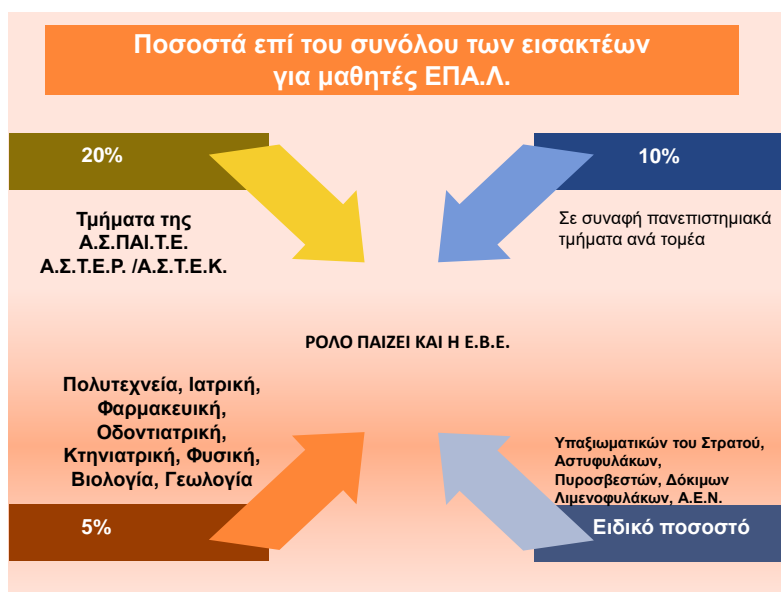 Ποσοστά επί του συνόλου των εισακτέων
για μαθητές ΕΠΑ.Λ.
20%
Τμήματα της
Α.Σ.ΠΑΙ.Τ.Ε.
Α.Σ.Τ.Ε.Ρ. /Α.Σ.Τ.Ε.Κ.
10%
Σε συναφή πανεπιστημιακά
τμήματα ανά τομέα
ΡΟΛΟ ΠΑΙΖΕΙ ΚΑΙ Η Ε.Β.Ε.
Πολυτεχνεία, Ιατρική,
Φαρμακευική,
Οδοντιατρική,
Κτηνιατρική, Φυσική,
Βιολογία, Γεωλογία
5%
Υπαξιωματικών του Στρατού,
Αστυφυλάκων,
Πυροσβεστών, Δόκιμων
Λιμενοφυλάκων, Α.Ε.Ν.
Ειδικό ποσοστό